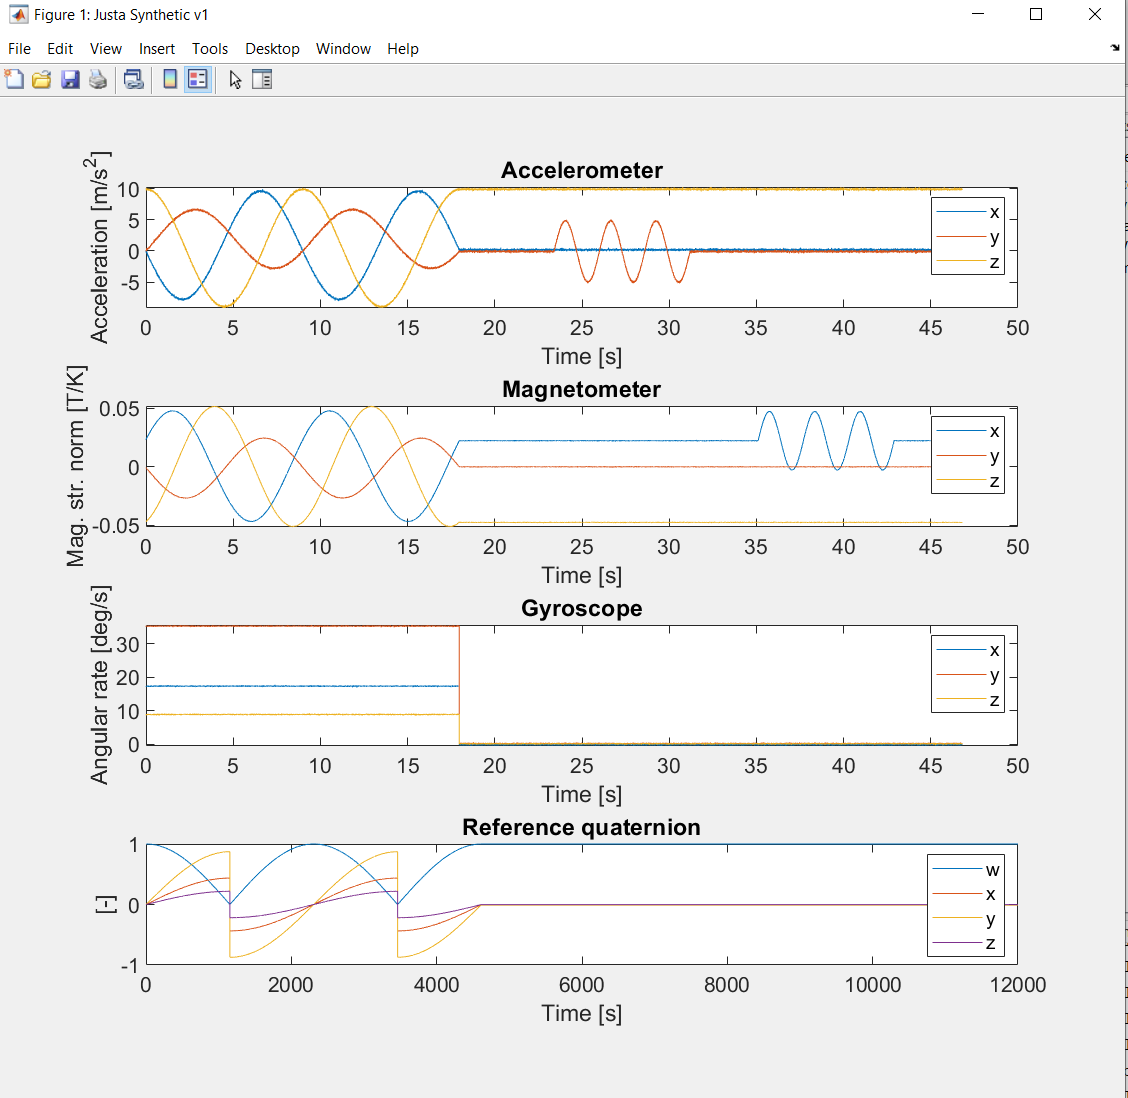 Figure 1: Justa Synthetic v1
File Edit View Insert Tools Desktop Window Help
Accelerometer
Acceleration [m/s²]
10
5
0
-5
x
y
z
0 5 10 15 20 25 30 35 40 45 50
Time [s]
Magnetometer
Mag. str. norm [T/K]
0.05
0
-0.05
x
y
z
0 5 10 15 20 25 30 35 40 45 50
Time [s]
Gyroscope
Angular rate [deg/s]
30
20
10
0
x
y
z
0 5 10 15 20 25 30 35 40 45 50
Time [s]
Reference quaternion
[-]
1
0
-1
w
x
y
z
0 2000 4000 6000 8000 10000 12000
Time [s]